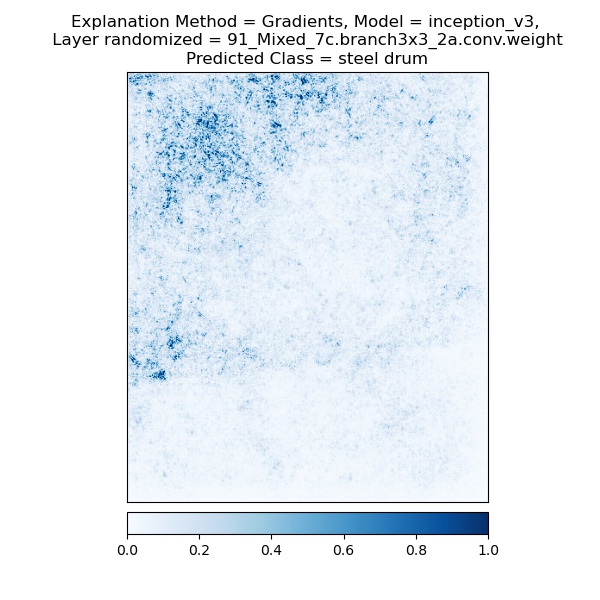 Explanation Method = Gradients, Model = inception_v3,
Layer randomized = 91_Mixed_7c.branch3x3_2a.conv.weight
Predicted Class = steel drum
0.0 0.2 0.4 0.6 0.8 1.0